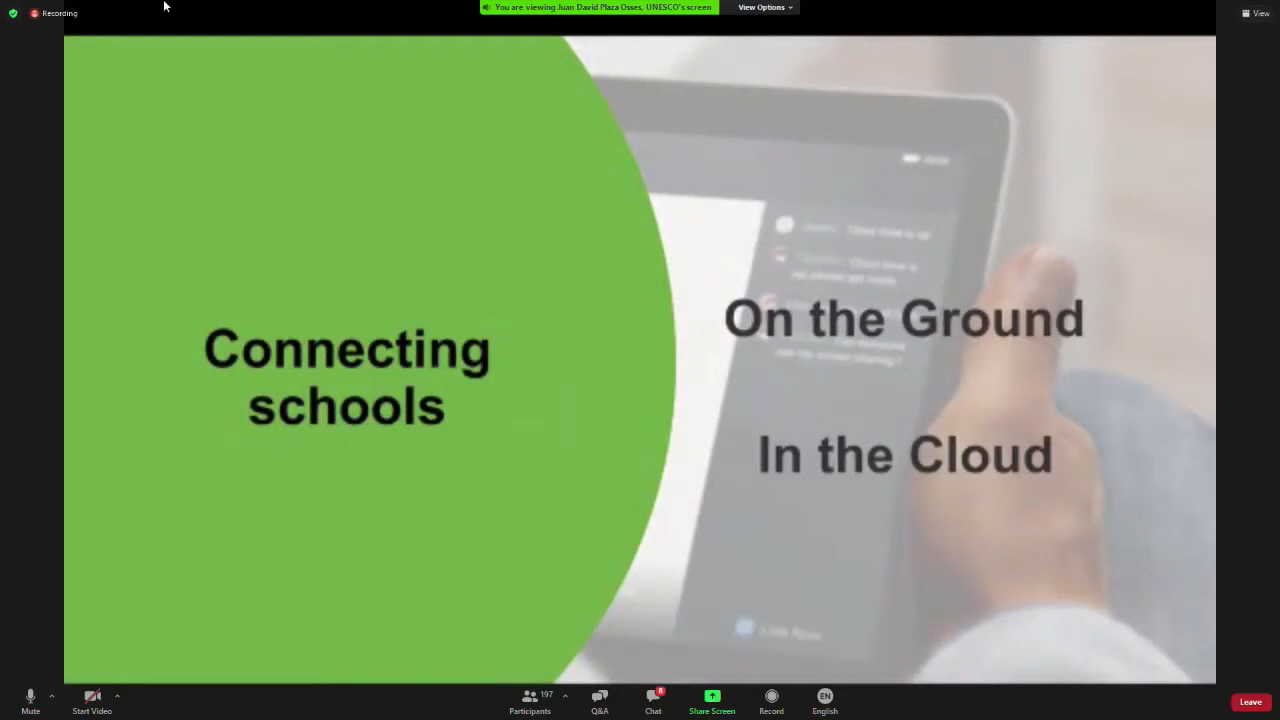 Recording
You are viewing Juan David Plaza Osses, UNESCO's screen
View Options
View
Connecting
schools
On the Ground
In the Cloud
Mute
Start Video
197
Participants
Q&A
8
Chat
Share Screen
Record
EN
English
Leave